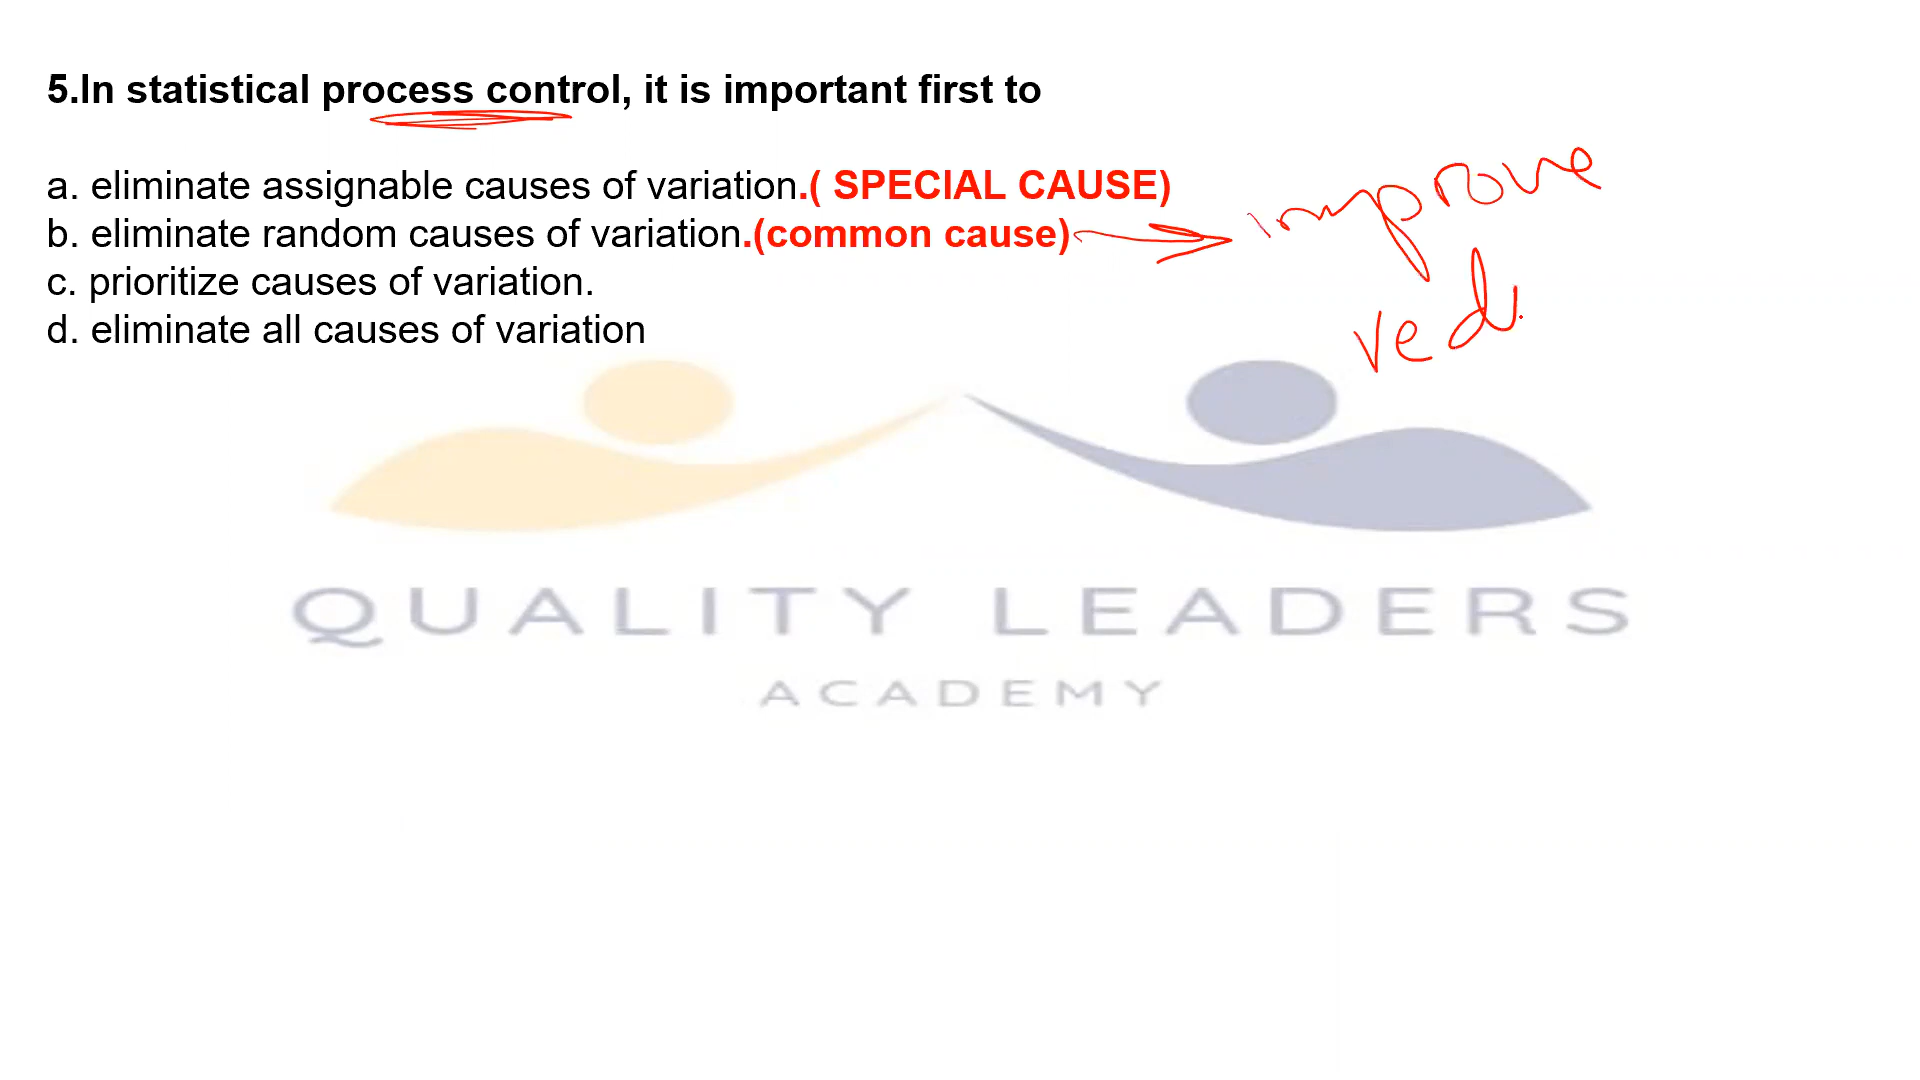 5.In statistical process control, it is important first to
a. eliminate assignable causes of variation.( SPECIAL CAUSE)
b. eliminate random causes of variation.(common cause)
improve
c. prioritize causes of variation.
d. eliminate all causes of variation
QUALITY LEADERS
ACADEMY